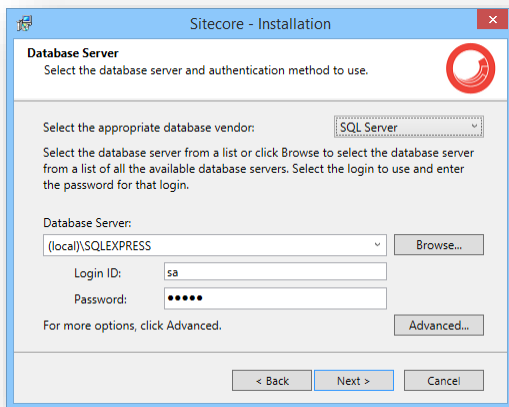 Sitecore - Installation
Database Server
Select the database server and authentication method to use.
Select the appropriate database vendor:
SQL Server
Select the database server from a list or click Browse to select the database server
from a list of all the available database servers. Select the login to use and enter
the password for that login.
Database Server:
(local)\SQLEXPRESS
Browse...
Login ID:
sa
Password:
●●●●●
For more options, click Advanced.
Advanced...
< Back
Next >
Cancel